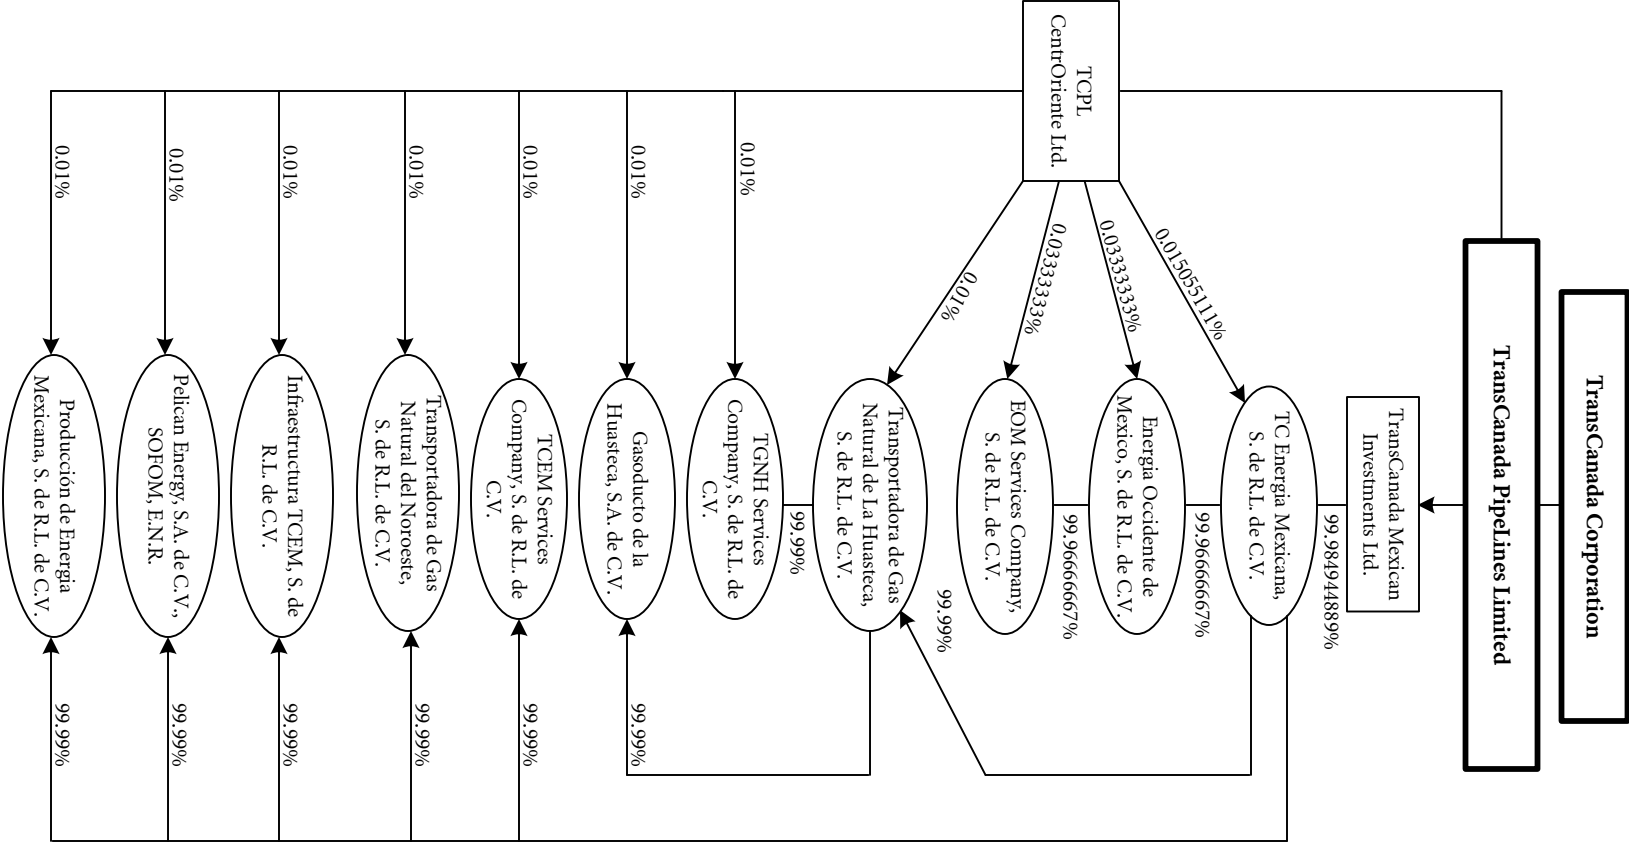 TransCanada Corporation
TransCanada PipeLines Limited
TransCanada Mexican
Investments Ltd.
99.984944889%
TCPL
CentrOriente Ltd.
0.015055111%
TC Energia Mexicana,
S. de R.L. de C.V.
99.96666667%
0.03333333%
Energia Occidente de
Mexico, S. de R.L. de C.V.
99.96666667%
0.03333333%
EOM Services Company,
S. de R.L. de C.V.
0.01%
99.99%
Transportadora de Gas
Natural de La Huasteca,
S. de R.L. de C.V.
99.99%
0.01%
TGNH Services
Company, S. de R.L. de
C.V.
0.01%
Gasoducto de la
Huasteca, S.A. de C.V.
99.99%
0.01%
TCEM Services
Company, S. de R.L. de
C.V.
99.99%
0.01%
Transportadora de Gas
Natural del Noroeste,
S. de R.L. de C.V.
99.99%
0.01%
Infraestructura TCEM, S. de
R.L. de C.V.
99.99%
0.01%
Pelican Energy, S.A. de C.V.,
SOFOM, E.N.R.
99.99%
0.01%
Producción de Energia
Mexicana, S. de R.L. de C.V.
99.99%